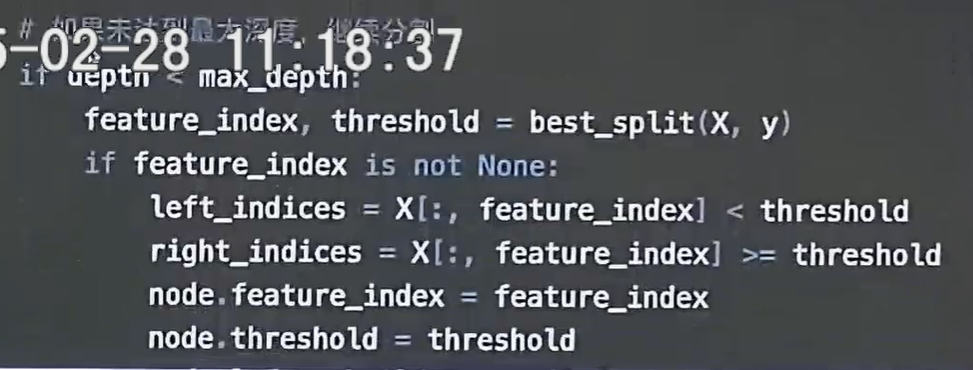 # 如果未达到最大深度，继续分割
5-02-28 11:18:37
if depth < max_depth:
feature_index, threshold = best_split(X, y)
if feature_index is not None:
left_indices = X[:, feature_index] < threshold
right_indices = X[:, feature_index] >= threshold
node.feature_index = feature_index
node.threshold = threshold